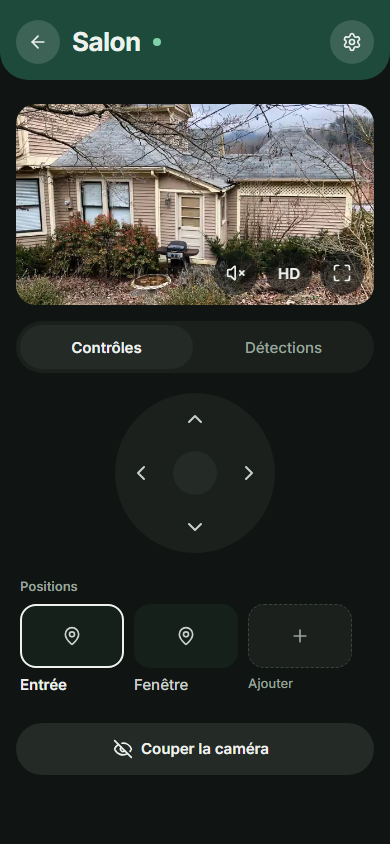 Salon
HD
Contrôles
Détections
Positions
Entrée
Fenêtre
Ajouter
Couper la caméra